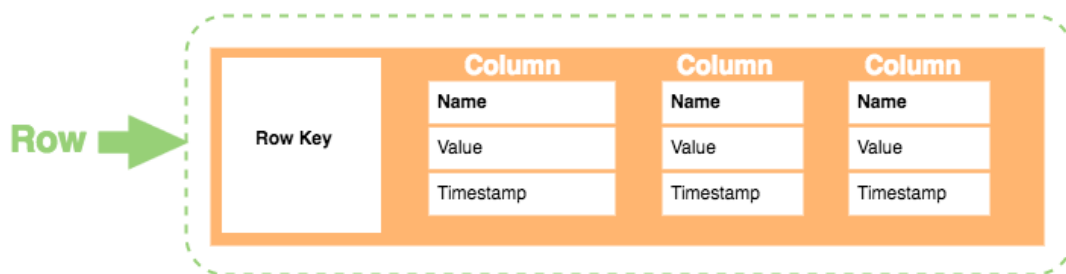 Column Column Column
Name Name Name
Row Row Key Value Value Value
Timestamp Timestamp Timestamp